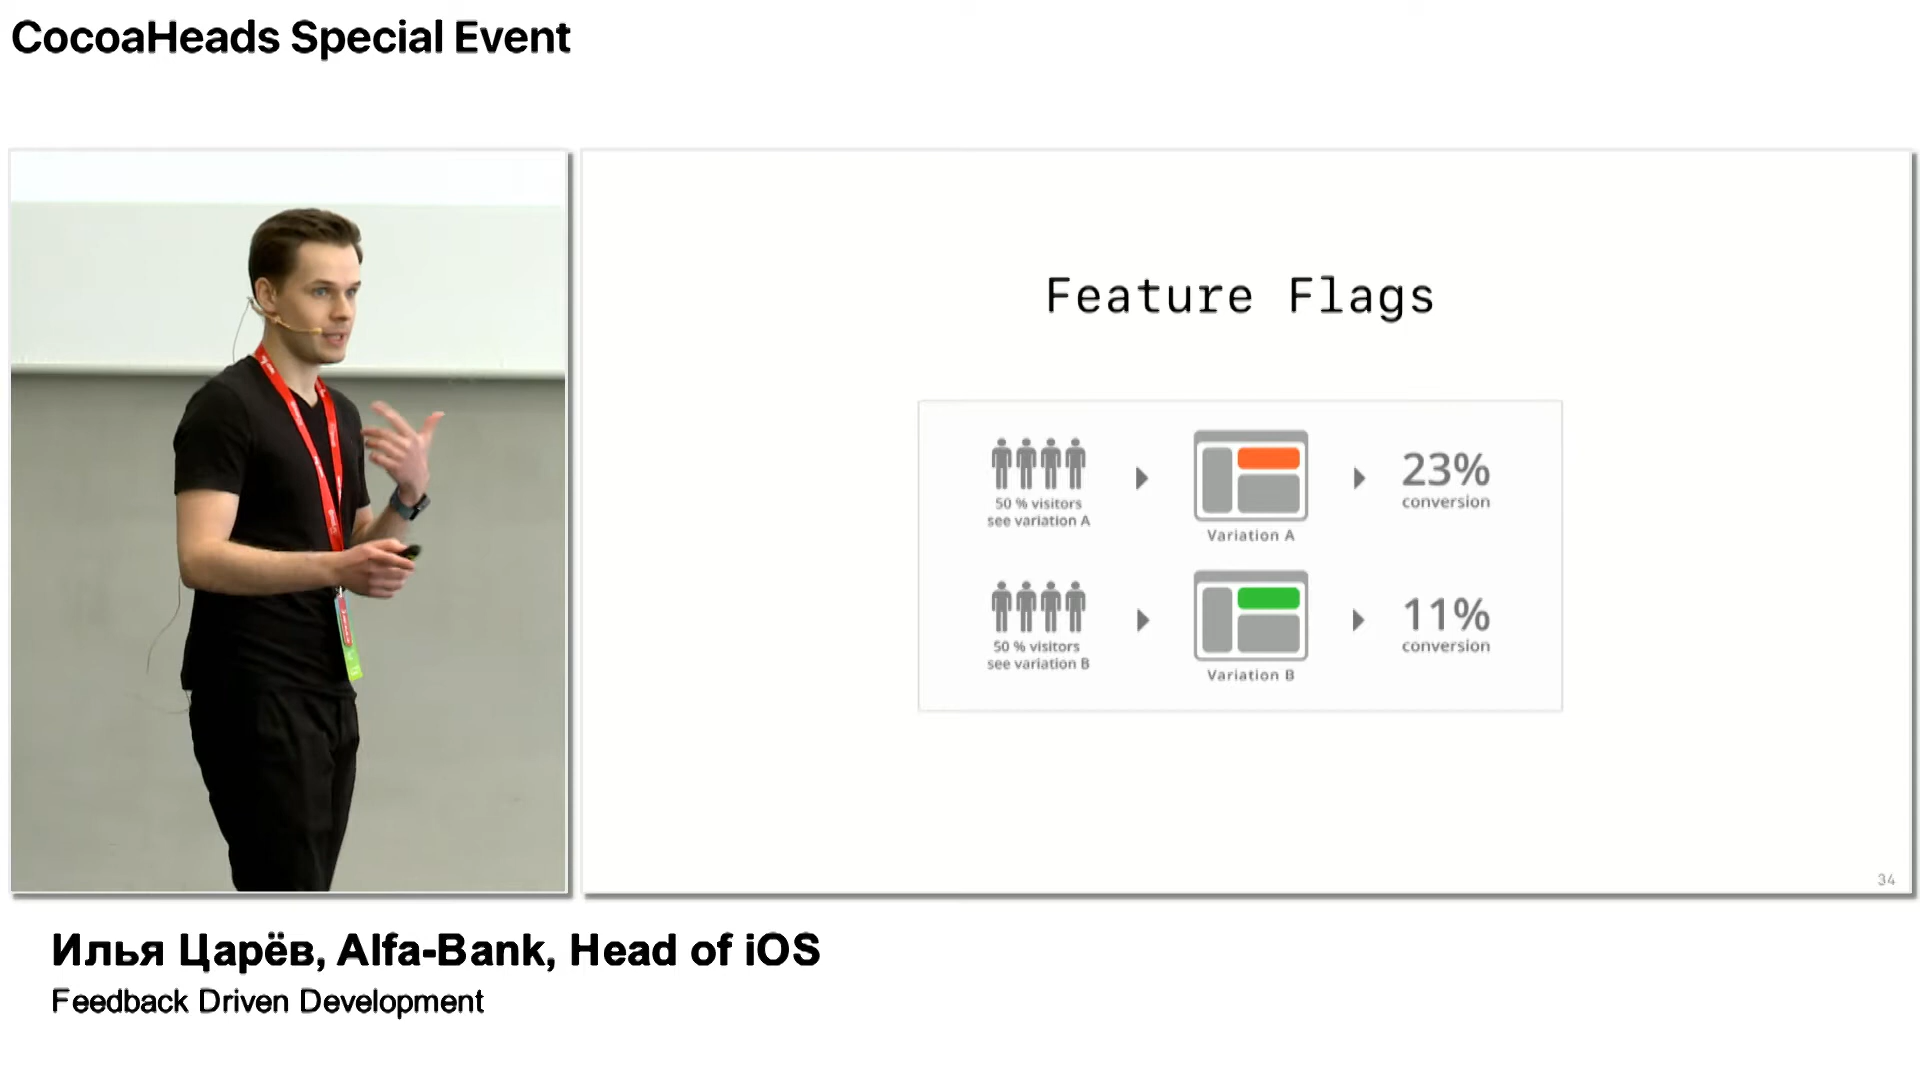 CocoaHeads Special Event
Feature Flags
50 % visitors
see variation A
Variation A
23%
conversion
50 % visitors
see variation B
Variation B
11%
conversion
34
Илья Царёв, Alfa-Bank, Head of iOS
Feedback Driven Development